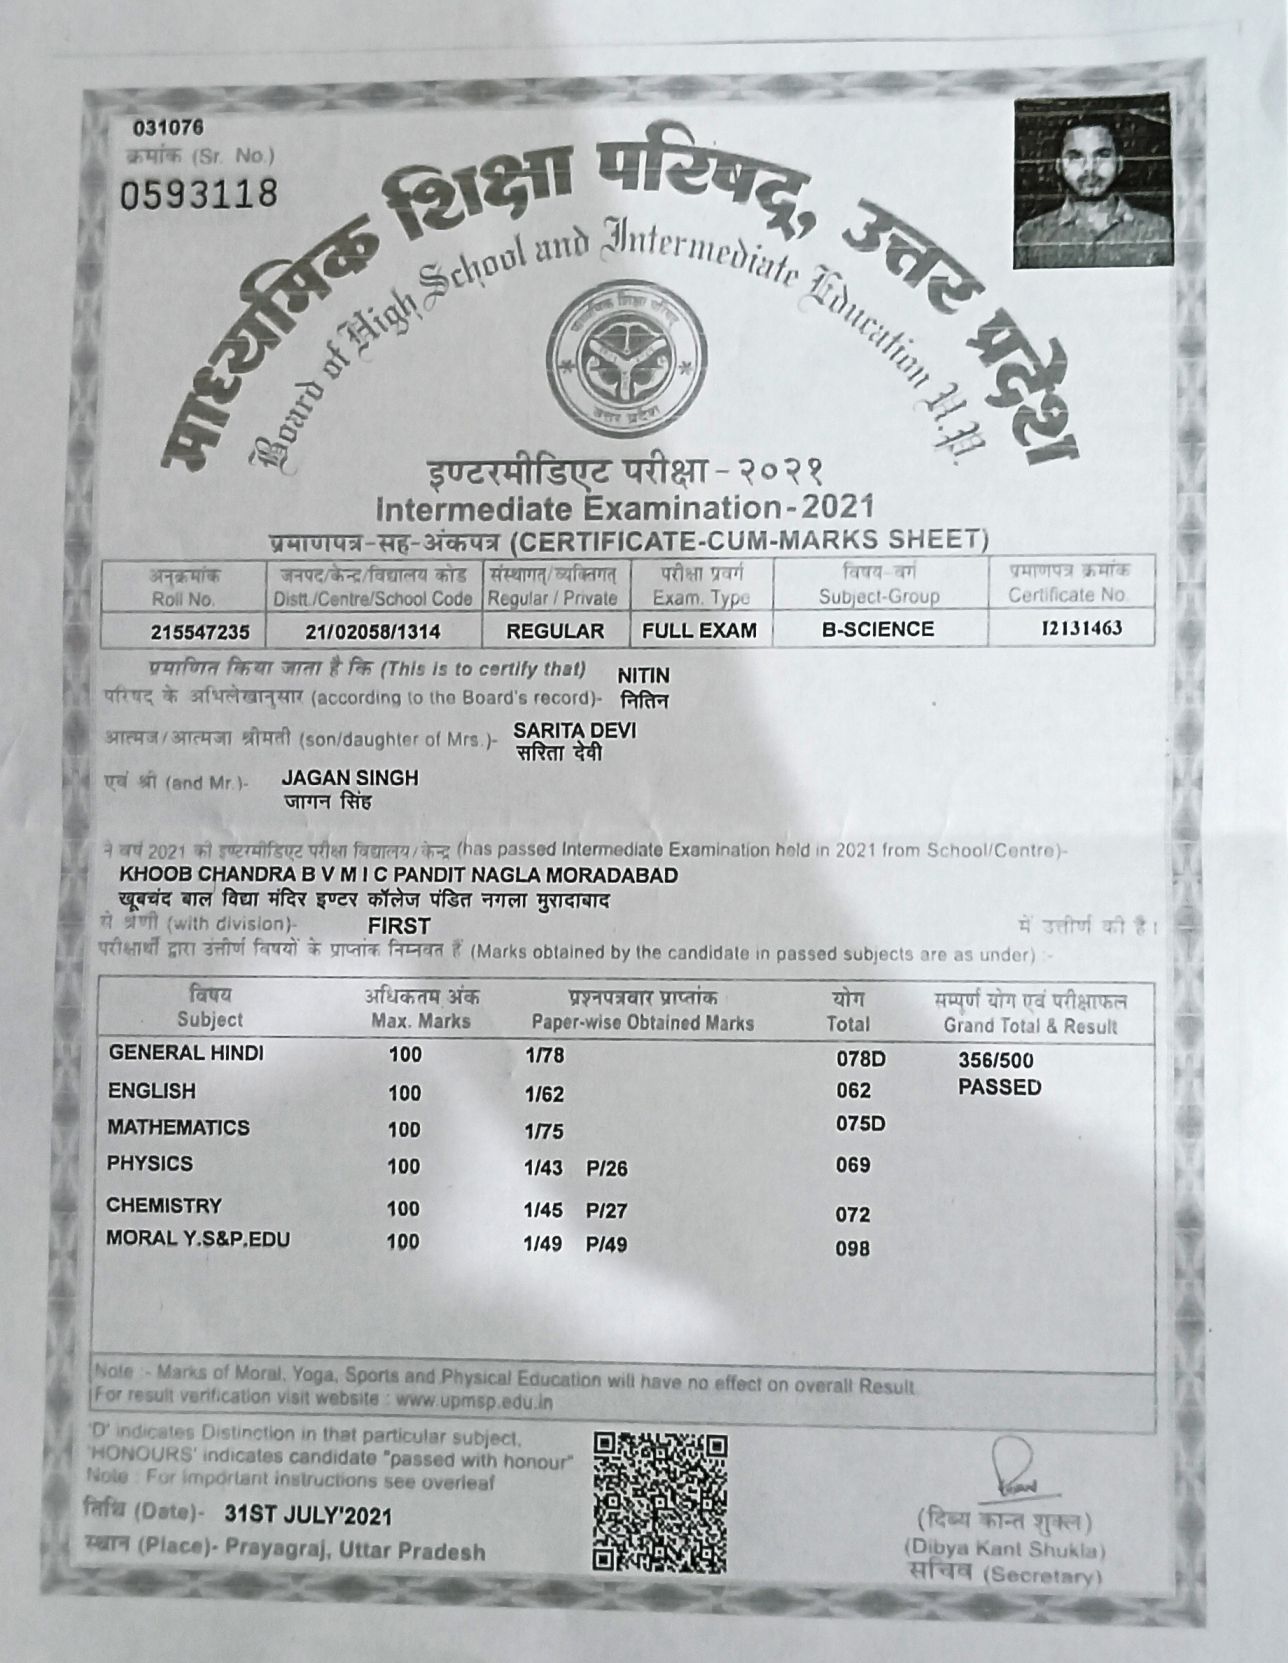 031076
क्रमांक (Sr. No.)
0593118
माध्यमिक शिक्षा परिषद्, उत्तर प्रदेश
Board of High School and Intermediate Education U.P.
माध्यमिक शिक्षा परिषद्
उत्तर प्रदेश
इण्टरमीडिएट परीक्षा - २०२१
Intermediate Examination - 2021
प्रमाणपत्र-सह-अंकपत्र (CERTIFICATE-CUM-MARKS SHEET)
अनुक्रमांक जनपद/केन्द्र/विद्यालय कोड संस्थागत/व्यक्तिगत परीक्षा प्रवर्ग विषय-वर्ग प्रमाणपत्र क्रमांक
Roll No. Distt./Centre/School Code Regular / Private Exam. Type Subject-Group Certificate No.
215547235 21/02058/1314 REGULAR FULL EXAM B-SCIENCE I2131463
प्रमाणित किया जाता है कि (This is to certify that) NITIN
परिषद के अभिलेखानुसार (according to the Board's record)- नितिन
आत्मज/आत्मजा श्रीमती (son/daughter of Mrs.)- SARITA DEVI
सरिता देवी
एवं श्री (and Mr.)- JAGAN SINGH
जागन सिंह
ने वर्ष 2021 की इण्टरमीडिएट परीक्षा विद्यालय/केन्द्र (has passed Intermediate Examination held in 2021 from School/Centre)-
KHOOB CHANDRA B V M I C PANDIT NAGLA MORADABAD
खूबचंद बाल विद्या मंदिर इण्टर कॉलेज पंडित नगला मुरादाबाद
से श्रेणी (with division)- FIRST में उत्तीर्ण की है।
परीक्षार्थी द्वारा उत्तीर्ण विषयों के प्राप्तांक निम्नवत हैं (Marks obtained by the candidate in passed subjects are as under) :-
विषय अधिकतम अंक प्रश्नपत्रवार प्राप्तांक योग सम्पूर्ण योग एवं परीक्षाफल
Subject Max. Marks Paper-wise Obtained Marks Total Grand Total & Result
GENERAL HINDI 100 1/78 078D 356/500
ENGLISH 100 1/62 062 PASSED
MATHEMATICS 100 1/75 075D
PHYSICS 100 1/43 P/26 069
CHEMISTRY 100 1/45 P/27 072
MORAL Y.S&P.EDU 100 1/49 P/49 098
Note :- Marks of Moral, Yoga, Sports and Physical Education will have no effect on overall Result
For result verification visit website : www.upmsp.edu.in
'D' indicates Distinction in that particular subject,
'HONOURS' indicates candidate "passed with honour"
Note : For important instructions see overleaf
तिथि (Date)- 31ST JULY'2021
स्थान (Place)- Prayagraj, Uttar Pradesh
(दिब्य कान्त शुक्ल)
(Dibya Kant Shukla)
सचिव (Secretary)